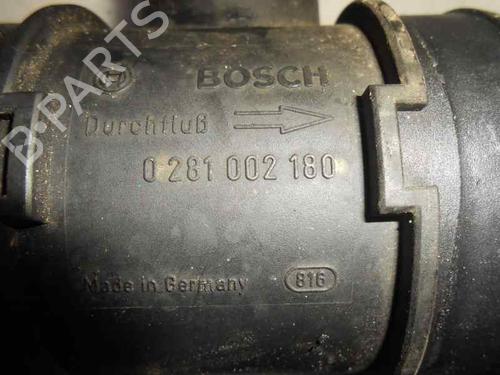 BOSCH
Durchfluß
0 281 002 180
Made in Germany 816
B-PARTS